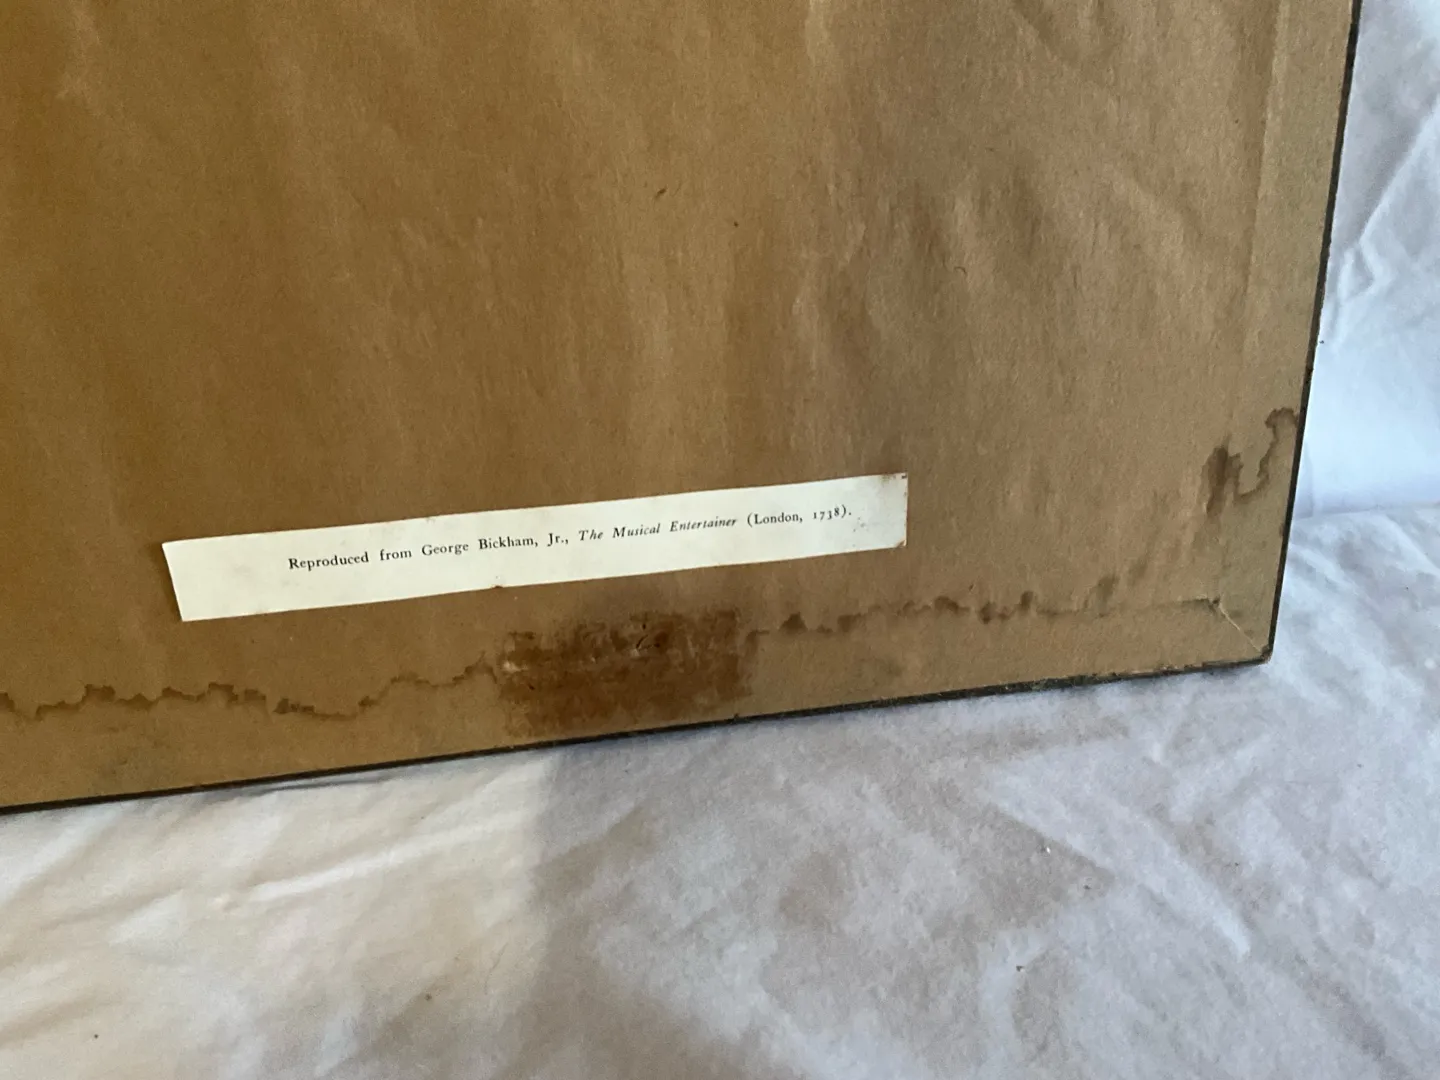 Reproduced from George Bickham, Jr., The Musical Entertainer (London, 1738).